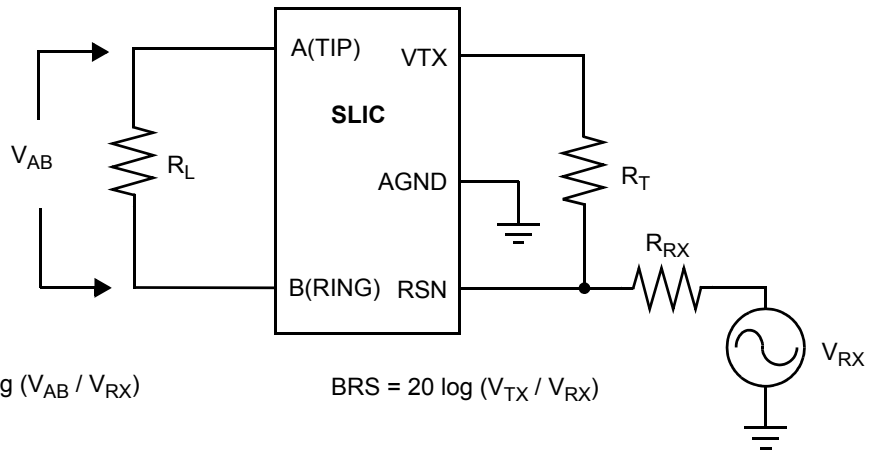 A(TIP) VTX
SLIC
V_AB R_L AGND R_T
R_RX
B(RING) RSN
V_RX
g (V_AB / V_RX) BRS = 20 log (V_TX / V_RX)